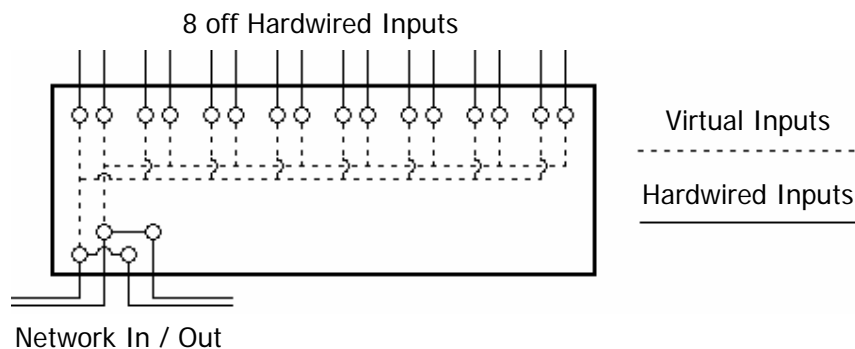 8 off Hardwired Inputs
Virtual Inputs
Hardwired Inputs
Network In / Out